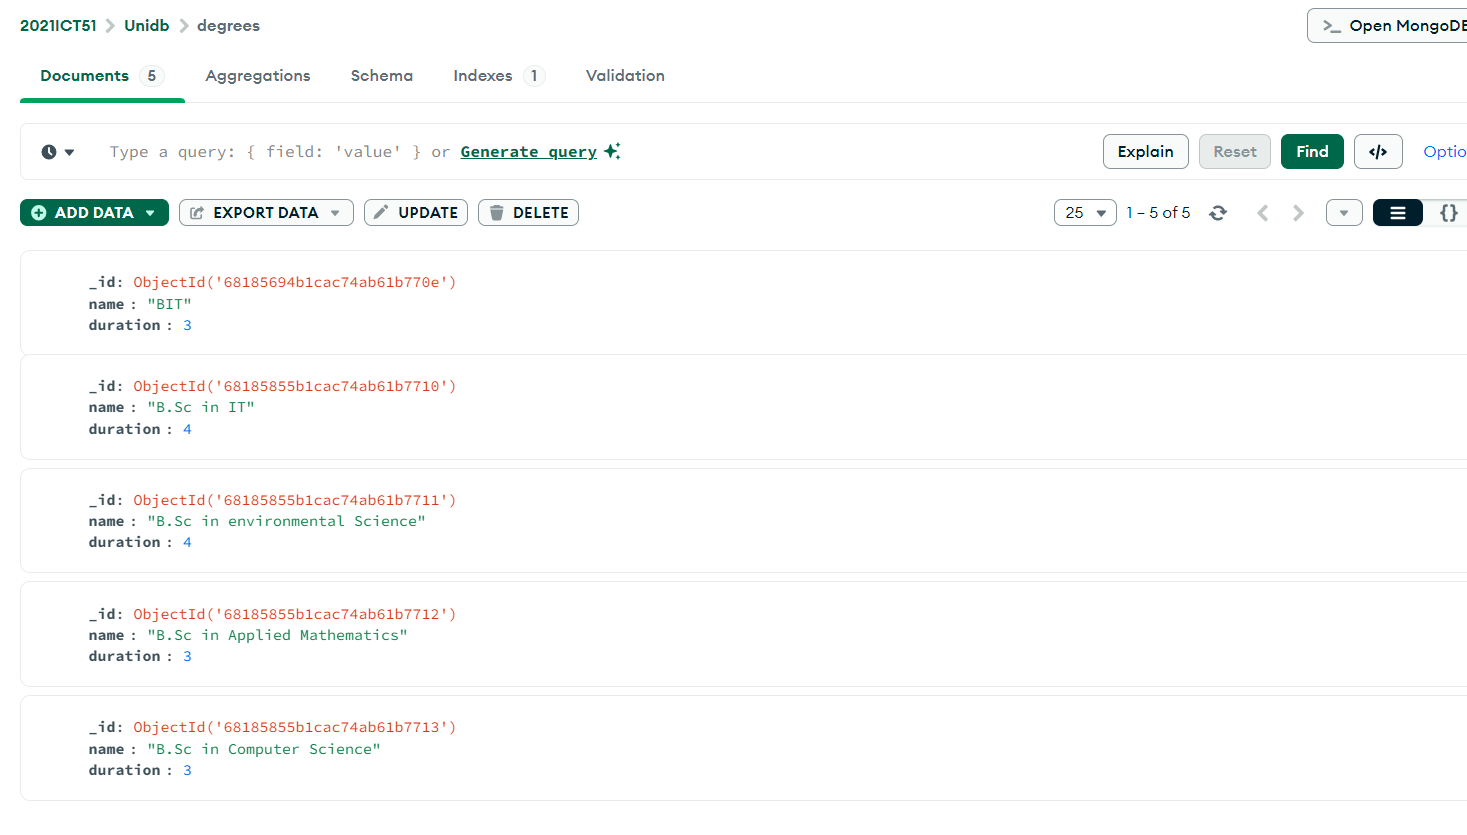 2021ICT51 > Unidb > degrees
>_ Open MongoDB
Documents 5 Aggregations Schema Indexes 1 Validation
Type a query: { field: 'value' } or Generate query
Explain Reset Find </> Optio
ADD DATA EXPORT DATA UPDATE DELETE 25 1 – 5 of 5 {}
_id: ObjectId('68185694b1cac74ab61b770e')
name : "BIT"
duration : 3
_id: ObjectId('68185855b1cac74ab61b7710')
name : "B.Sc in IT"
duration : 4
_id: ObjectId('68185855b1cac74ab61b7711')
name : "B.Sc in environmental Science"
duration : 4
_id: ObjectId('68185855b1cac74ab61b7712')
name : "B.Sc in Applied Mathematics"
duration : 3
_id: ObjectId('68185855b1cac74ab61b7713')
name : "B.Sc in Computer Science"
duration : 3